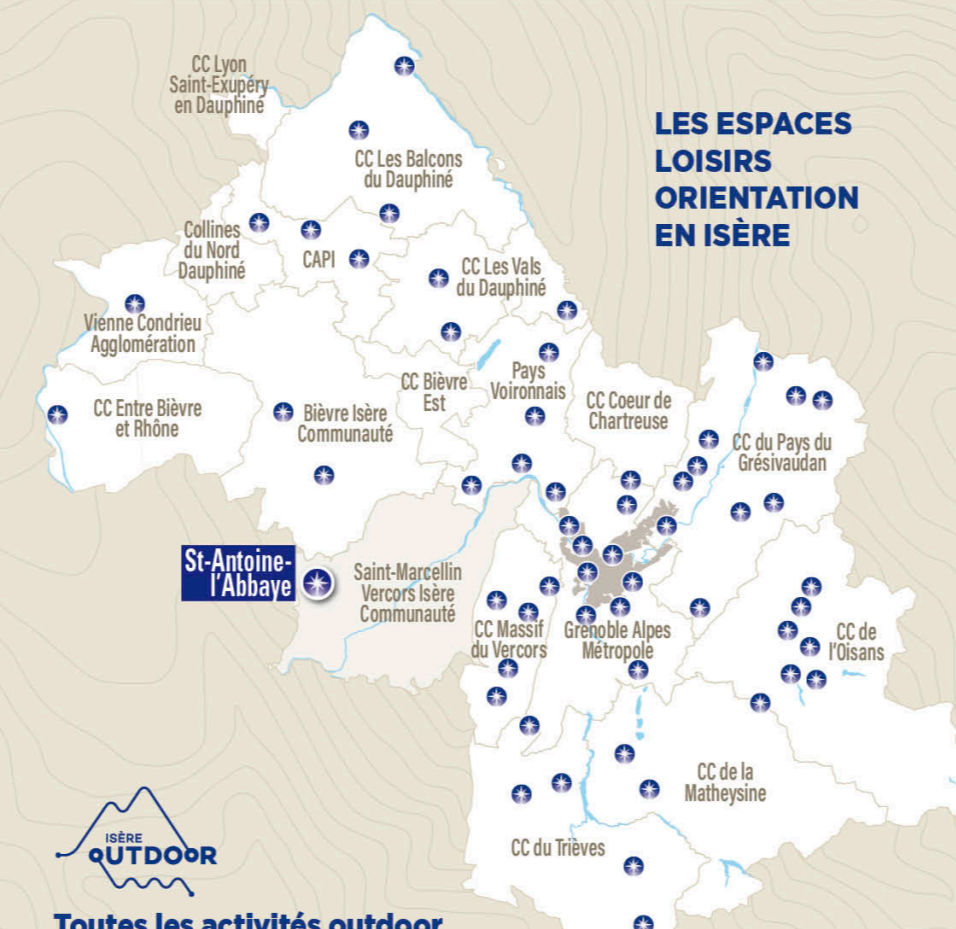 CC Lyon
Saint-Exupéry
en Dauphiné
LES ESPACES
LOISIRS
ORIENTATION
EN ISÈRE
CC Les Balcons
du Dauphiné
Collines
du Nord
Dauphiné
CAPI
CC Les Vals
du Dauphiné
Vienne Condrieu
Agglomération
CC Entre Bièvre
et Rhône
Bièvre Isère
Communauté
CC Bièvre
Est
Pays
Voironnais
CC Coeur de
Chartreuse
CC du Pays du
Grésivaudan
St-Antoine-
l'Abbaye
Saint-Marcellin
Vercors Isère
Communauté
CC Massif
du Vercors
Grenoble Alpes
Métropole
CC de
l'Oisans
CC de la
Matheysine
CC du Trièves
ISÈRE
OUTDOOR
Toutes les activités outdoor